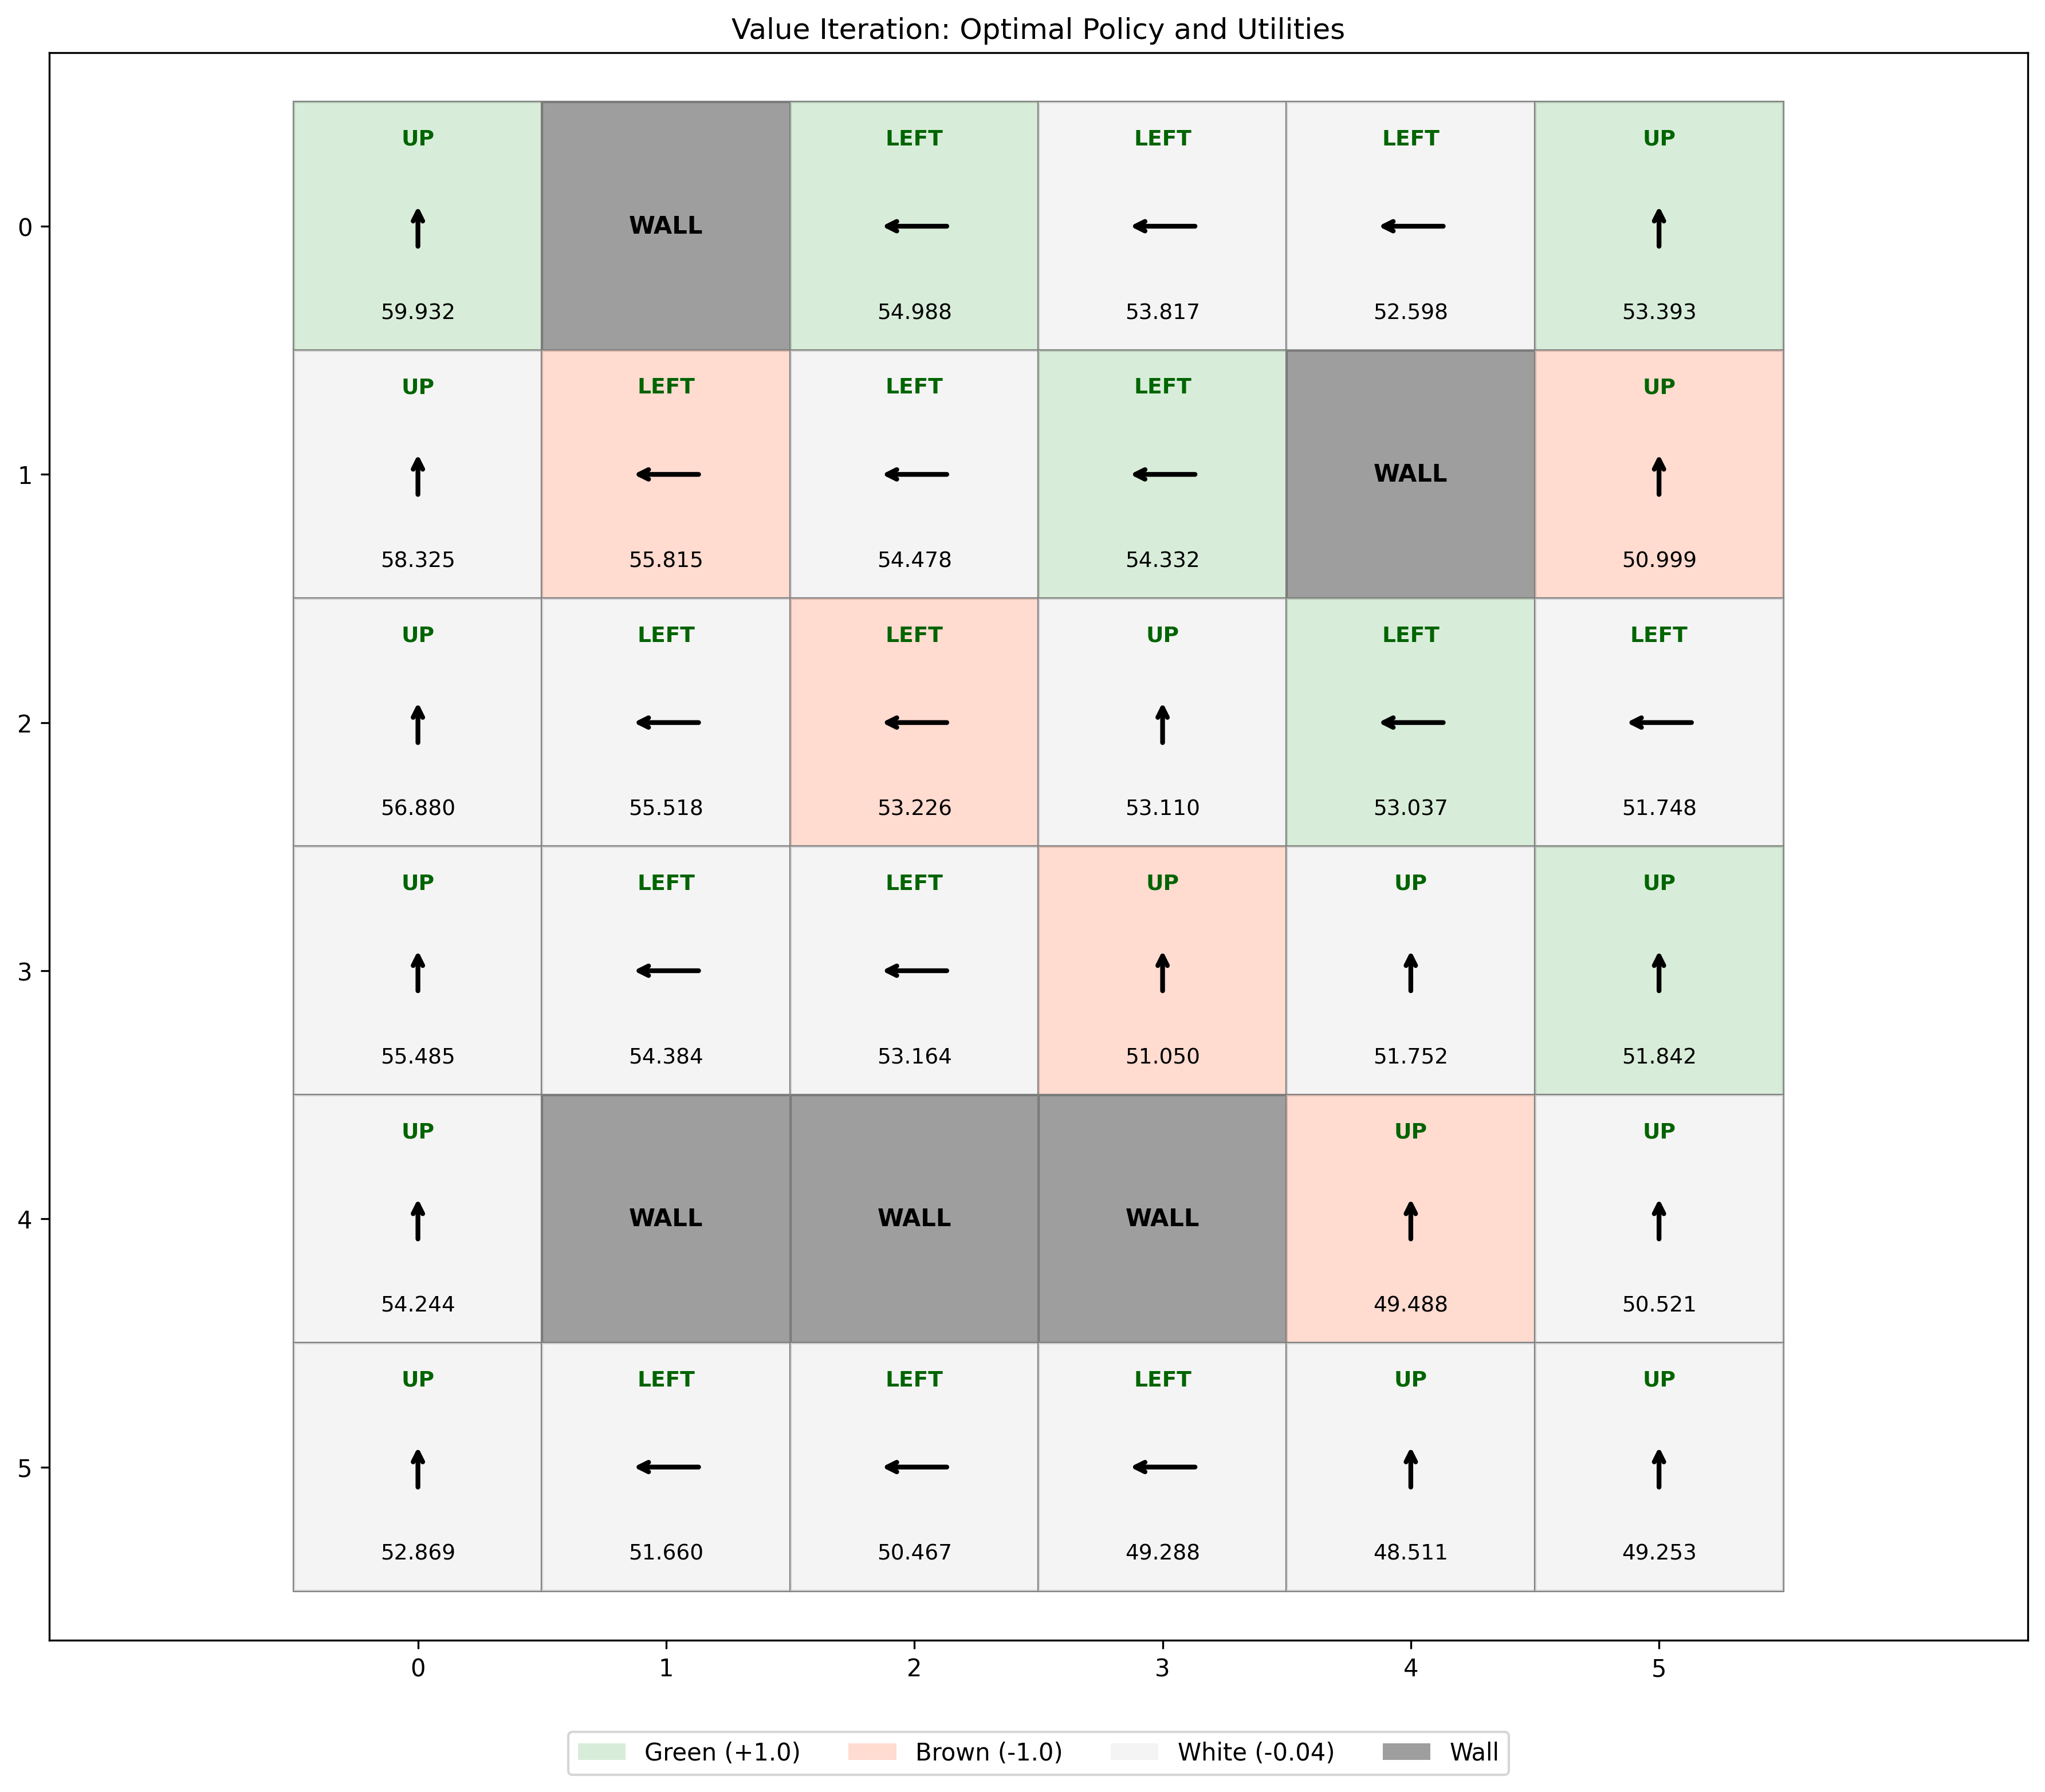 Value Iteration: Optimal Policy and Utilities
UP LEFT LEFT LEFT UP
0 WALL
59.932 54.988 53.817 52.598 53.393
UP LEFT LEFT LEFT UP
1 WALL
58.325 55.815 54.478 54.332 50.999
UP LEFT LEFT UP LEFT LEFT
2
56.880 55.518 53.226 53.110 53.037 51.748
UP LEFT LEFT UP UP UP
3
55.485 54.384 53.164 51.050 51.752 51.842
UP UP UP
4 WALL WALL WALL
54.244 49.488 50.521
UP LEFT LEFT LEFT UP UP
5
52.869 51.660 50.467 49.288 48.511 49.253
0 1 2 3 4 5
Green (+1.0) Brown (-1.0) White (-0.04) Wall